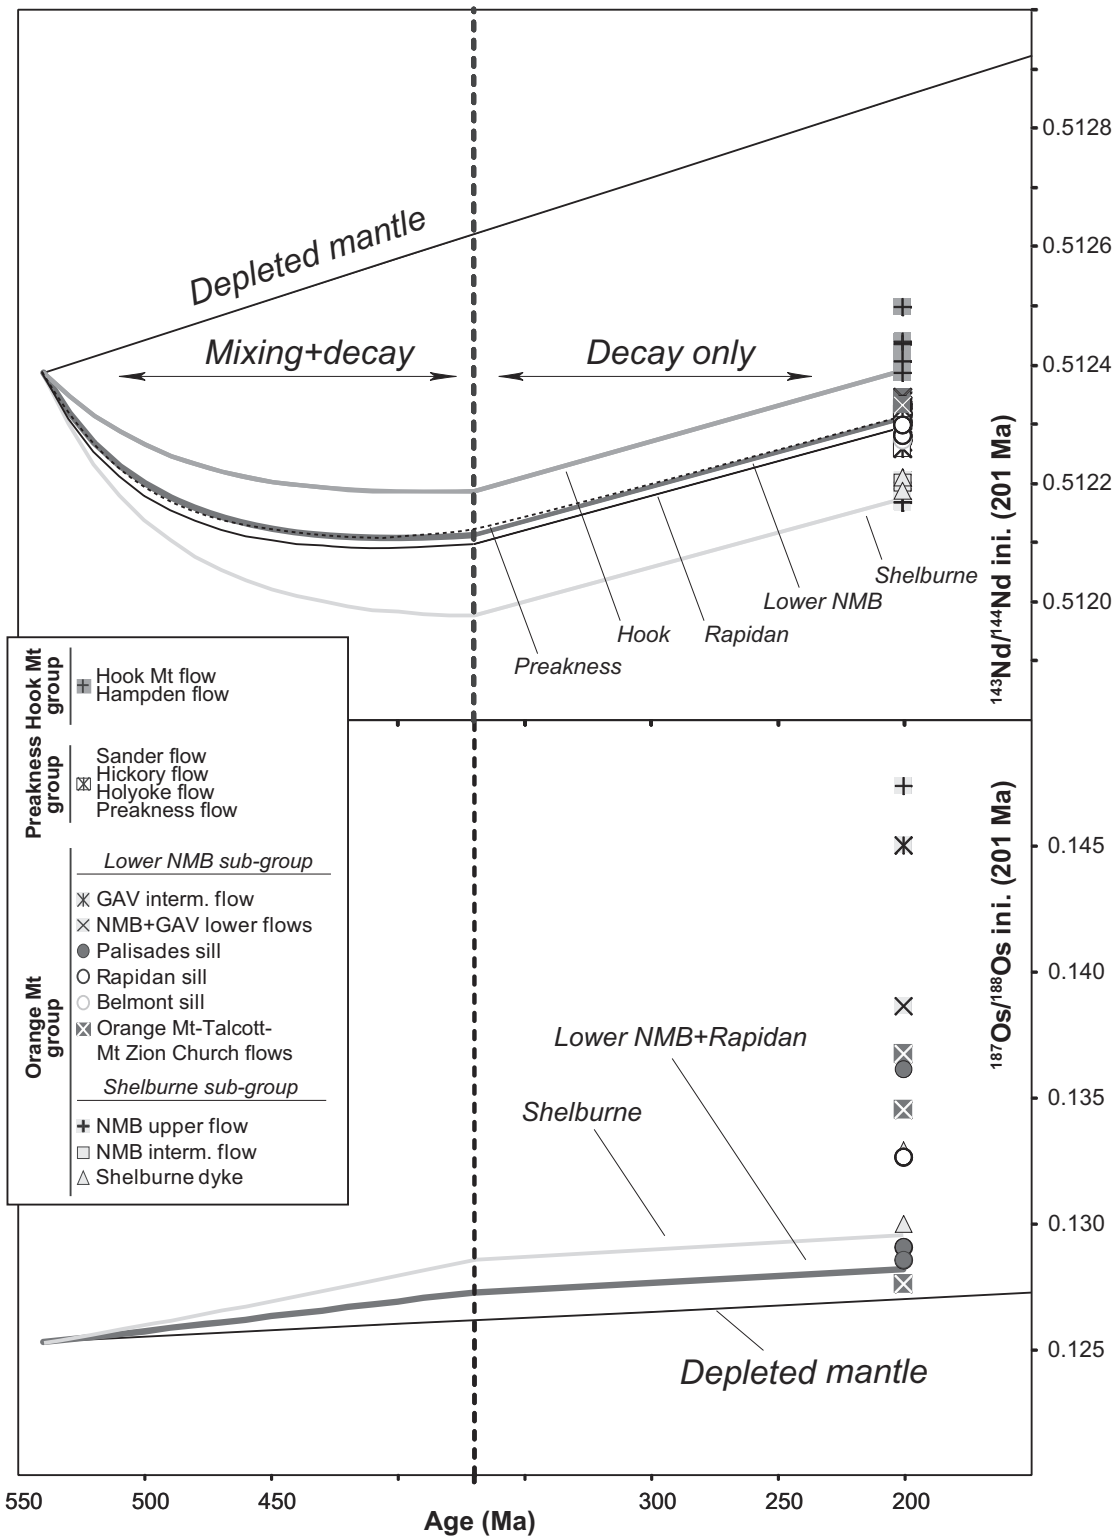 0.5128
0.5126
0.5124
0.5122
0.5120
143Nd/144Nd ini. (201 Ma)
Depleted mantle
Mixing+decay
Decay only
Shelburne
Lower NMB
Hook
Rapidan
Preakness
Hook Mt
group
Hook Mt flow
Hampden flow
Preakness
group
Sander flow
Hickory flow
Holyoke flow
Preakness flow
Orange Mt
group
Lower NMB sub-group
GAV interm. flow
NMB+GAV lower flows
Palisades sill
Rapidan sill
Belmont sill
Orange Mt-Talcott-
Mt Zion Church flows
Shelburne sub-group
NMB upper flow
NMB interm. flow
Shelburne dyke
187Os/188Os ini. (201 Ma)
0.145
0.140
0.135
0.130
0.125
Lower NMB+Rapidan
Shelburne
Depleted mantle
550
500
450
300
250
200
Age (Ma)